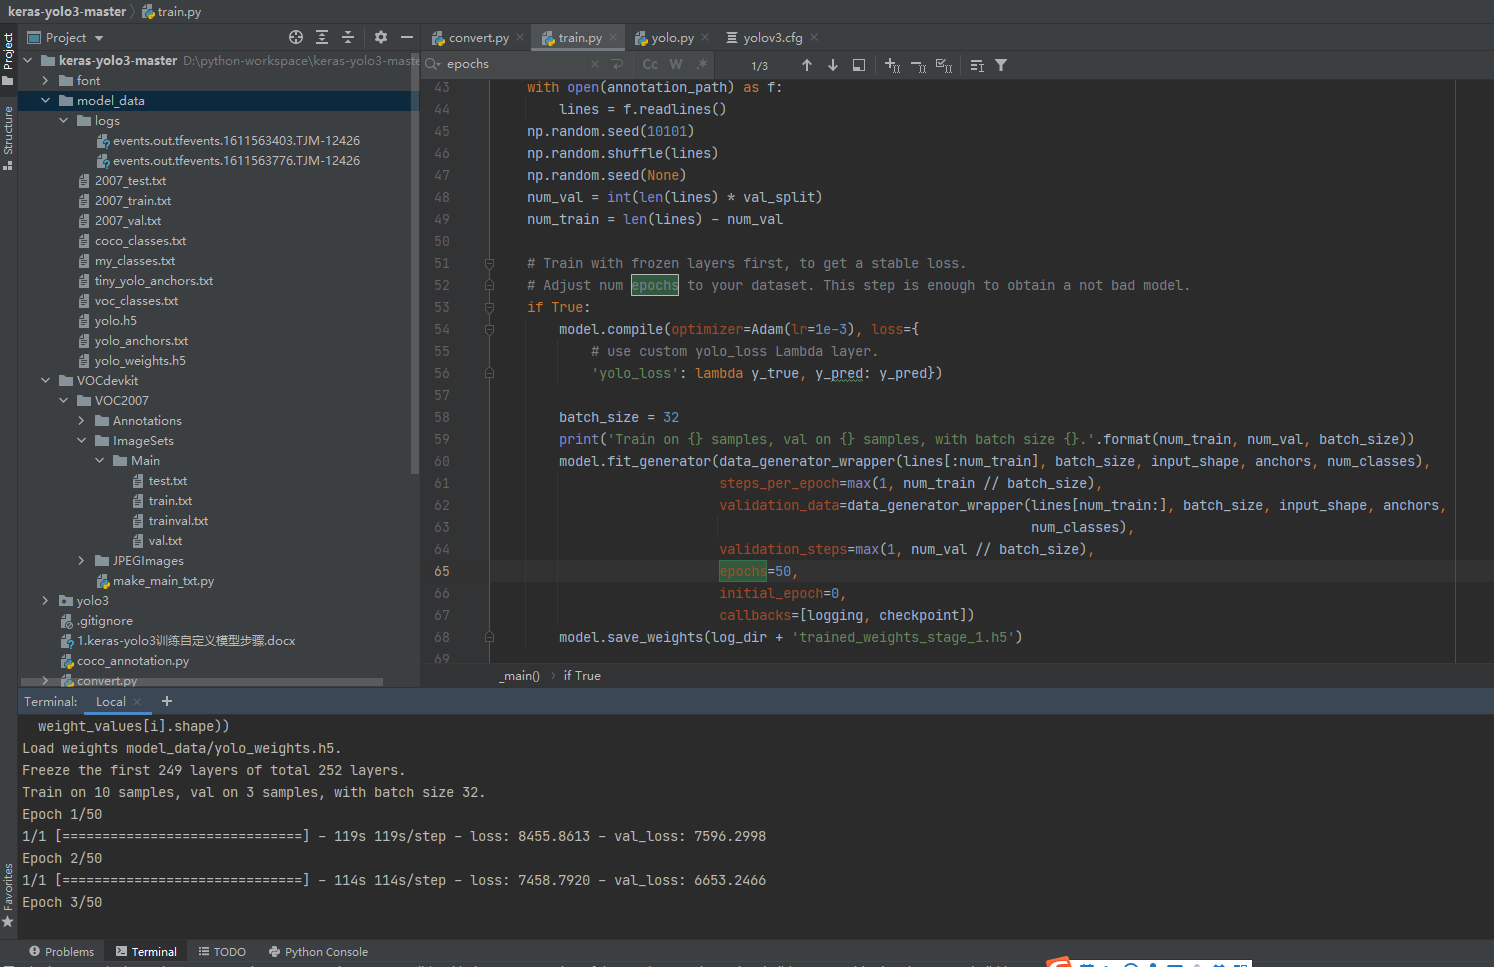 keras-yolo3-master › train.py
Project
Project
Structure
Favorites
keras-yolo3-master D:\python-workspace\keras-yolo3-maste
font
model_data
logs
events.out.tfevents.1611563403.TJM-12426
events.out.tfevents.1611563776.TJM-12426
2007_test.txt
2007_train.txt
2007_val.txt
coco_classes.txt
my_classes.txt
tiny_yolo_anchors.txt
voc_classes.txt
yolo.h5
yolo_anchors.txt
yolo_weights.h5
VOCdevkit
VOC2007
Annotations
ImageSets
Main
test.txt
train.txt
trainval.txt
val.txt
JPEGImages
make_main_txt.py
yolo3
.gitignore
1.keras-yolo3训练自定义模型步骤.docx
coco_annotation.py
convert.py
convert.py × train.py × yolo.py × yolov3.cfg ×
epochs × Cc W .* 1/3
43 with open(annotation_path) as f:
44 lines = f.readlines()
45 np.random.seed(10101)
46 np.random.shuffle(lines)
47 np.random.seed(None)
48 num_val = int(len(lines) * val_split)
49 num_train = len(lines) - num_val
50
51 # Train with frozen layers first, to get a stable loss.
52 # Adjust num epochs to your dataset. This step is enough to obtain a not bad model.
53 if True:
54 model.compile(optimizer=Adam(lr=1e-3), loss={
55 # use custom yolo_loss Lambda layer.
56 'yolo_loss': lambda y_true, y_pred: y_pred})
57
58 batch_size = 32
59 print('Train on {} samples, val on {} samples, with batch size {}.'.format(num_train, num_val, batch_size))
60 model.fit_generator(data_generator_wrapper(lines[:num_train], batch_size, input_shape, anchors, num_classes),
61 steps_per_epoch=max(1, num_train // batch_size),
62 validation_data=data_generator_wrapper(lines[num_train:], batch_size, input_shape, anchors,
63 num_classes),
64 validation_steps=max(1, num_val // batch_size),
65 epochs=50,
66 initial_epoch=0,
67 callbacks=[logging, checkpoint])
68 model.save_weights(log_dir + 'trained_weights_stage_1.h5')
69
_main() › if True
Terminal: Local × +
weight_values[i].shape))
Load weights model_data/yolo_weights.h5.
Freeze the first 249 layers of total 252 layers.
Train on 10 samples, val on 3 samples, with batch size 32.
Epoch 1/50
1/1 [==============================] - 119s 119s/step - loss: 8455.8613 - val_loss: 7596.2998
Epoch 2/50
1/1 [==============================] - 114s 114s/step - loss: 7458.7920 - val_loss: 6653.2466
Epoch 3/50
Problems Terminal TODO Python Console